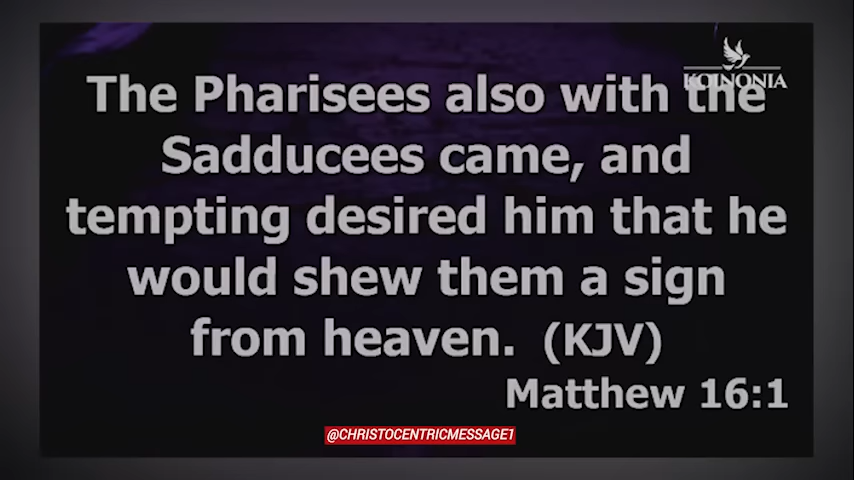 KOINONIA
The Pharisees also with the
Sadducees came, and
tempting desired him that he
would shew them a sign
from heaven. (KJV)
Matthew 16:1
@CHRISTOCENTRICMESSAGE1